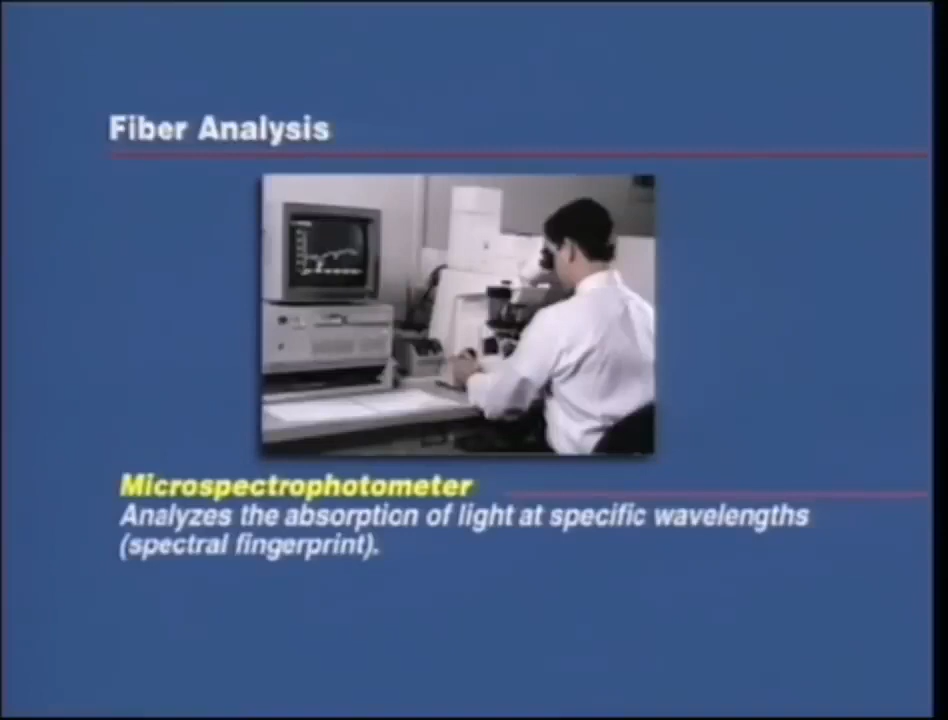 Fiber Analysis
Microspectrophotometer
Analyzes the absorption of light at specific wavelengths
(spectral fingerprint).